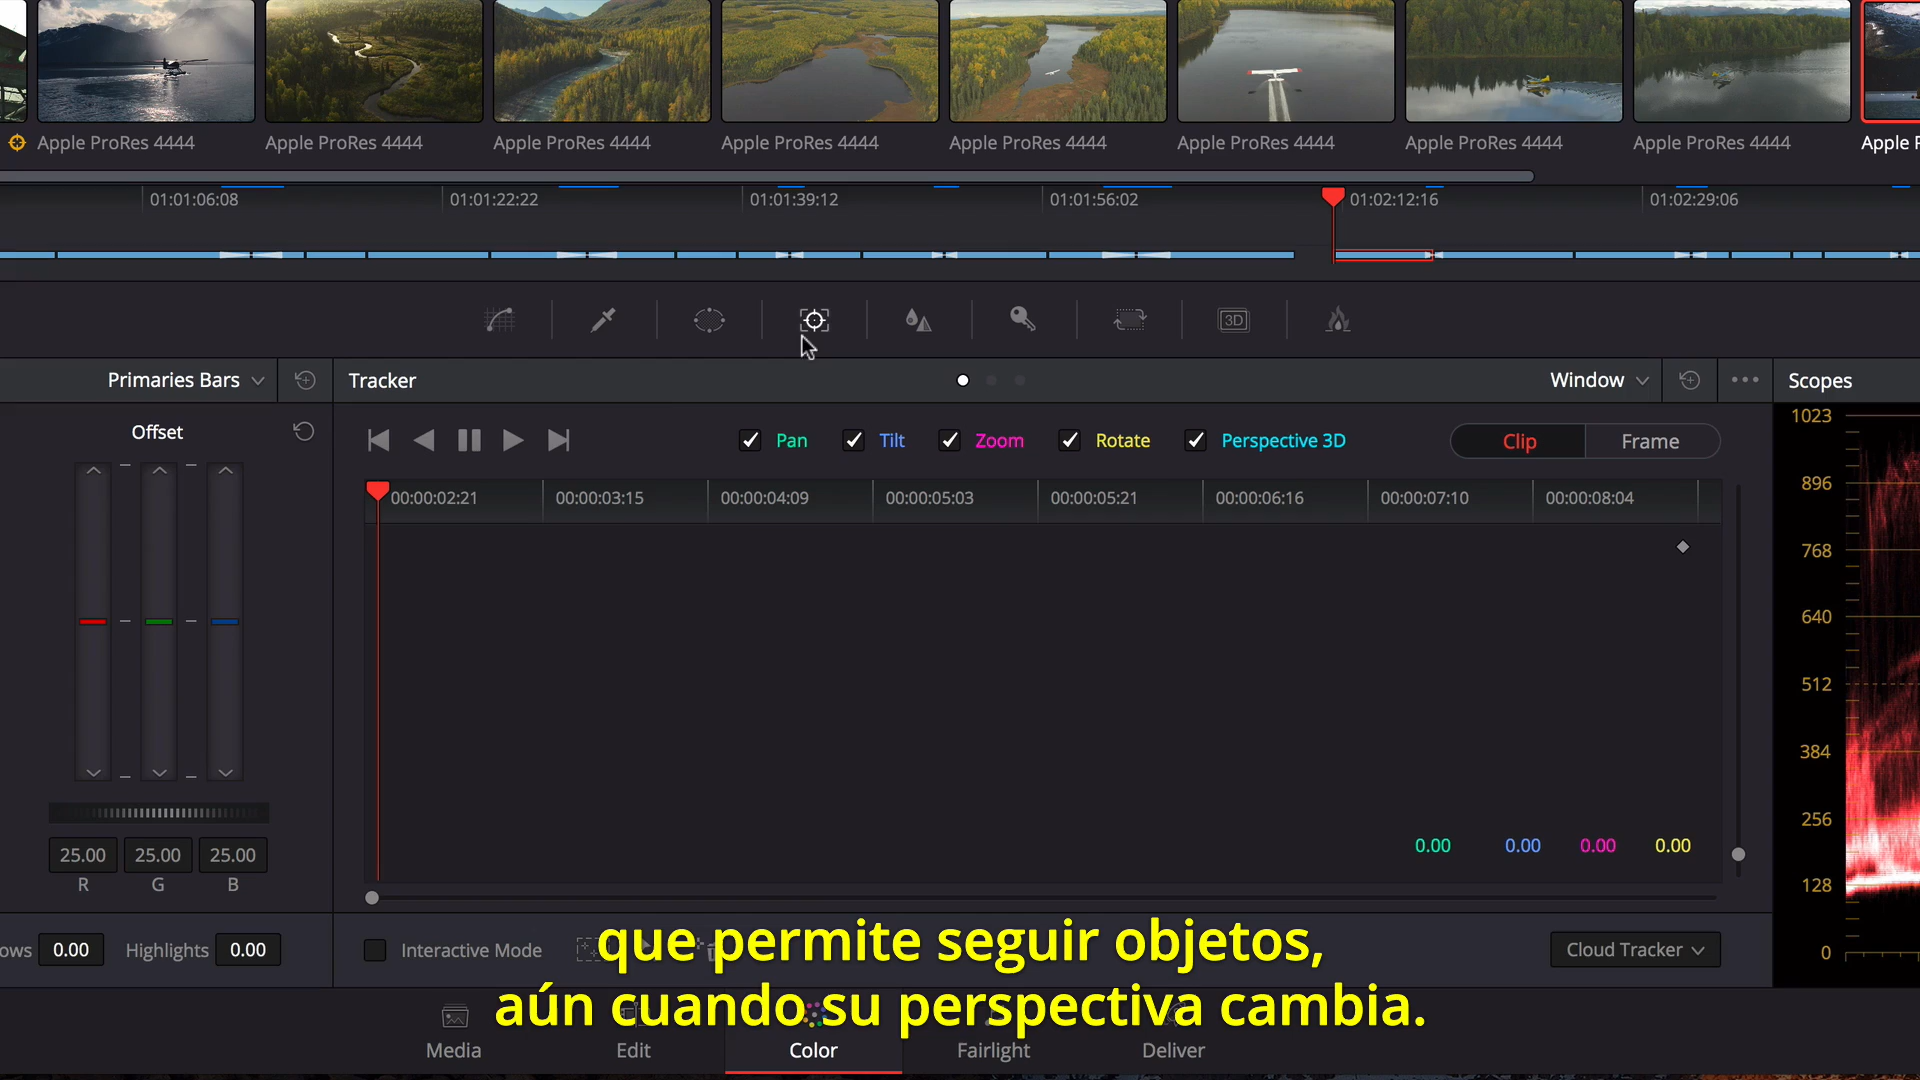 Apple ProRes 4444
Apple ProRes 4444
Apple ProRes 4444
Apple ProRes 4444
Apple ProRes 4444
Apple ProRes 4444
Apple ProRes 4444
Apple ProRes 4444
Apple P
01:01:06:08
01:01:22:22
01:01:39:12
01:01:56:02
01:02:12:16
01:02:29:06
3D
Primaries Bars
Tracker
Window
Scopes
Offset
Pan
Tilt
Zoom
Rotate
Perspective 3D
Clip
Frame
00:00:02:21
00:00:03:15
00:00:04:09
00:00:05:03
00:00:05:21
00:00:06:16
00:00:07:10
00:00:08:04
1023
896
768
640
512
384
256
128
0
0.00
0.00
0.00
0.00
25.00
25.00
25.00
R
G
B
ows 0.00
Highlights 0.00
Interactive Mode
Cloud Tracker
que permite seguir objetos,
aún cuando su perspectiva cambia.
Media
Edit
Color
Fairlight
Deliver